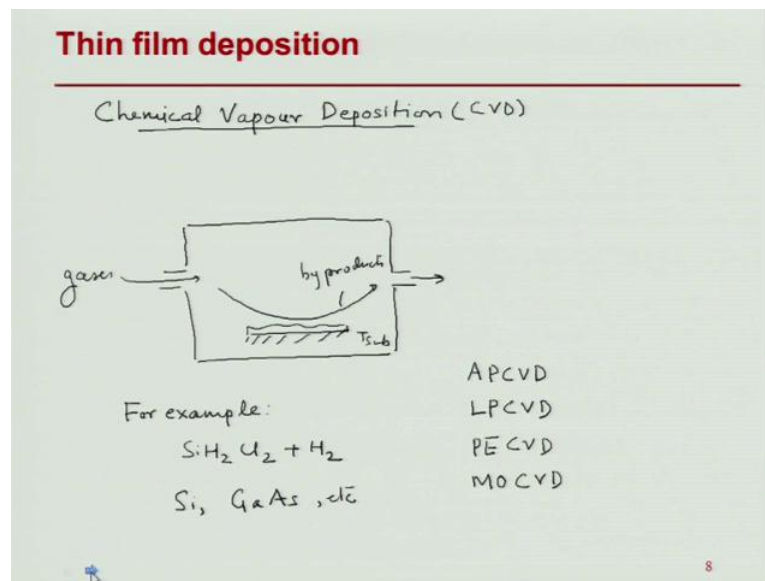 Thin film deposition
Chemical Vapour Deposition (CVD)
gases
by products
Tsub
For example:
SiH₂ Cl₂ + H₂
Si, GaAs, etc
APCVD
LPCVD
PECVD
MOCVD
8